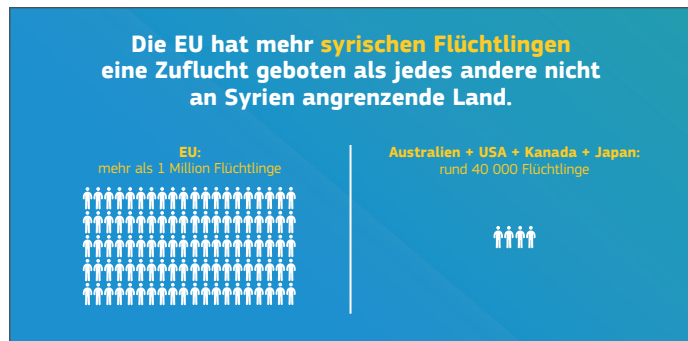 Die EU hat mehr syrischen Flüchtlingen
eine Zuflucht geboten als jedes andere nicht
an Syrien angrenzende Land.
EU:
mehr als 1 Million Flüchtlinge
Australien + USA + Kanada + Japan:
rund 40 000 Flüchtlinge